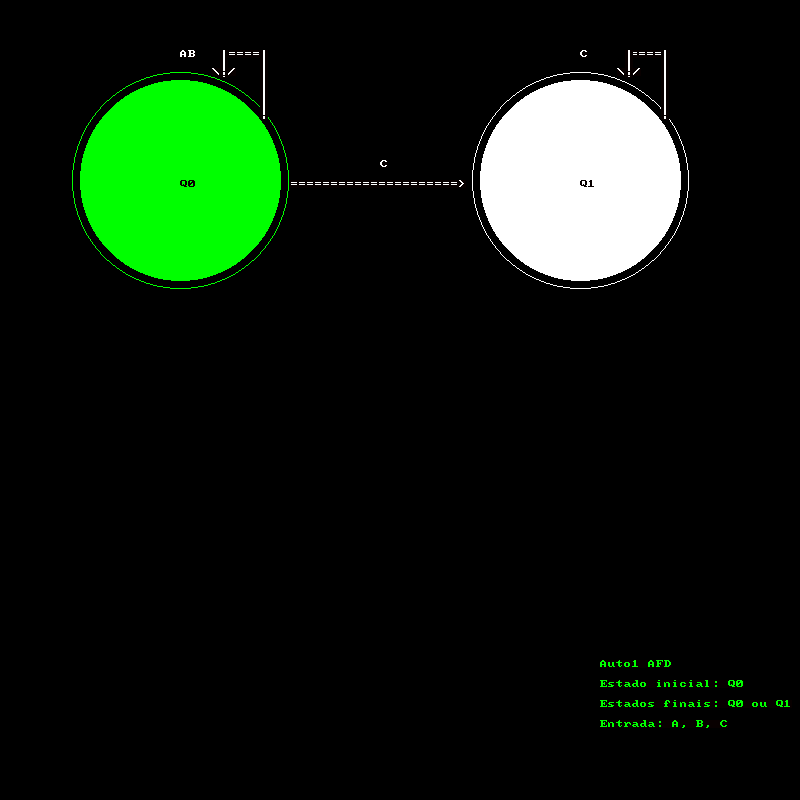 AB
C
C
Q0
Q1
Auto1 AFD
Estado inicial: Q0
Estados finais: Q0 ou Q1
Entrada: A, B, C